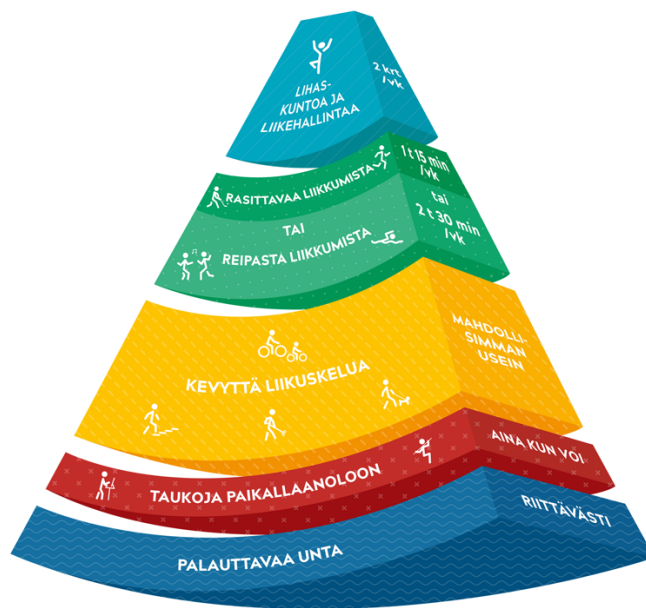 LIHAS-
KUNTOA JA
LIIKEHALLINTAA
2 krt
/vk
RASITTAVAA LIIKKUMISTA
1 t 15 min
/vk
TAI
tai
REIPASTA LIIKKUMISTA
2 t 30 min
/vk
KEVYTTÄ LIIKUSKELUA
MAHDOLLI-
SIMMAN
USEIN
TAUKOJA PAIKALLAANOLOON
AINA KUN VOI
PALAUTTAVAA UNTA
RIITTÄVÄSTI